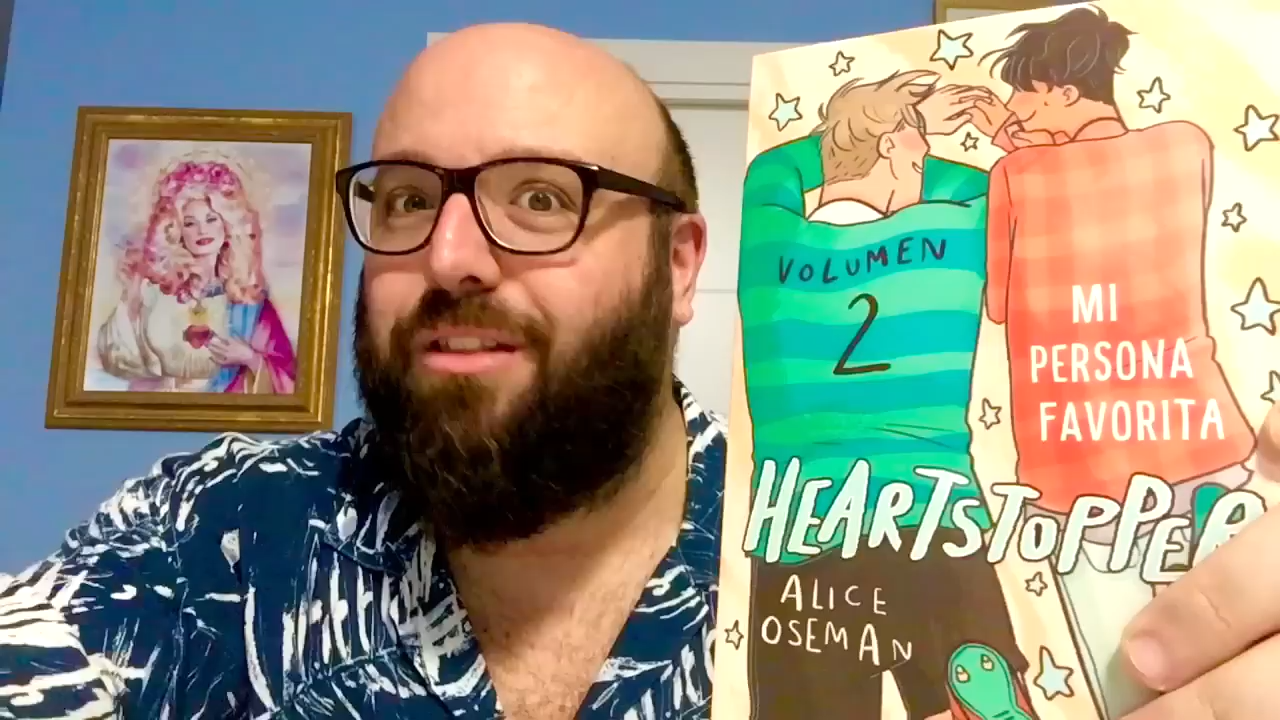 VOLUMEN
2
MI
PERSONA
FAVORITA
HEARTSTOPPER
ALICE
OSEMAN